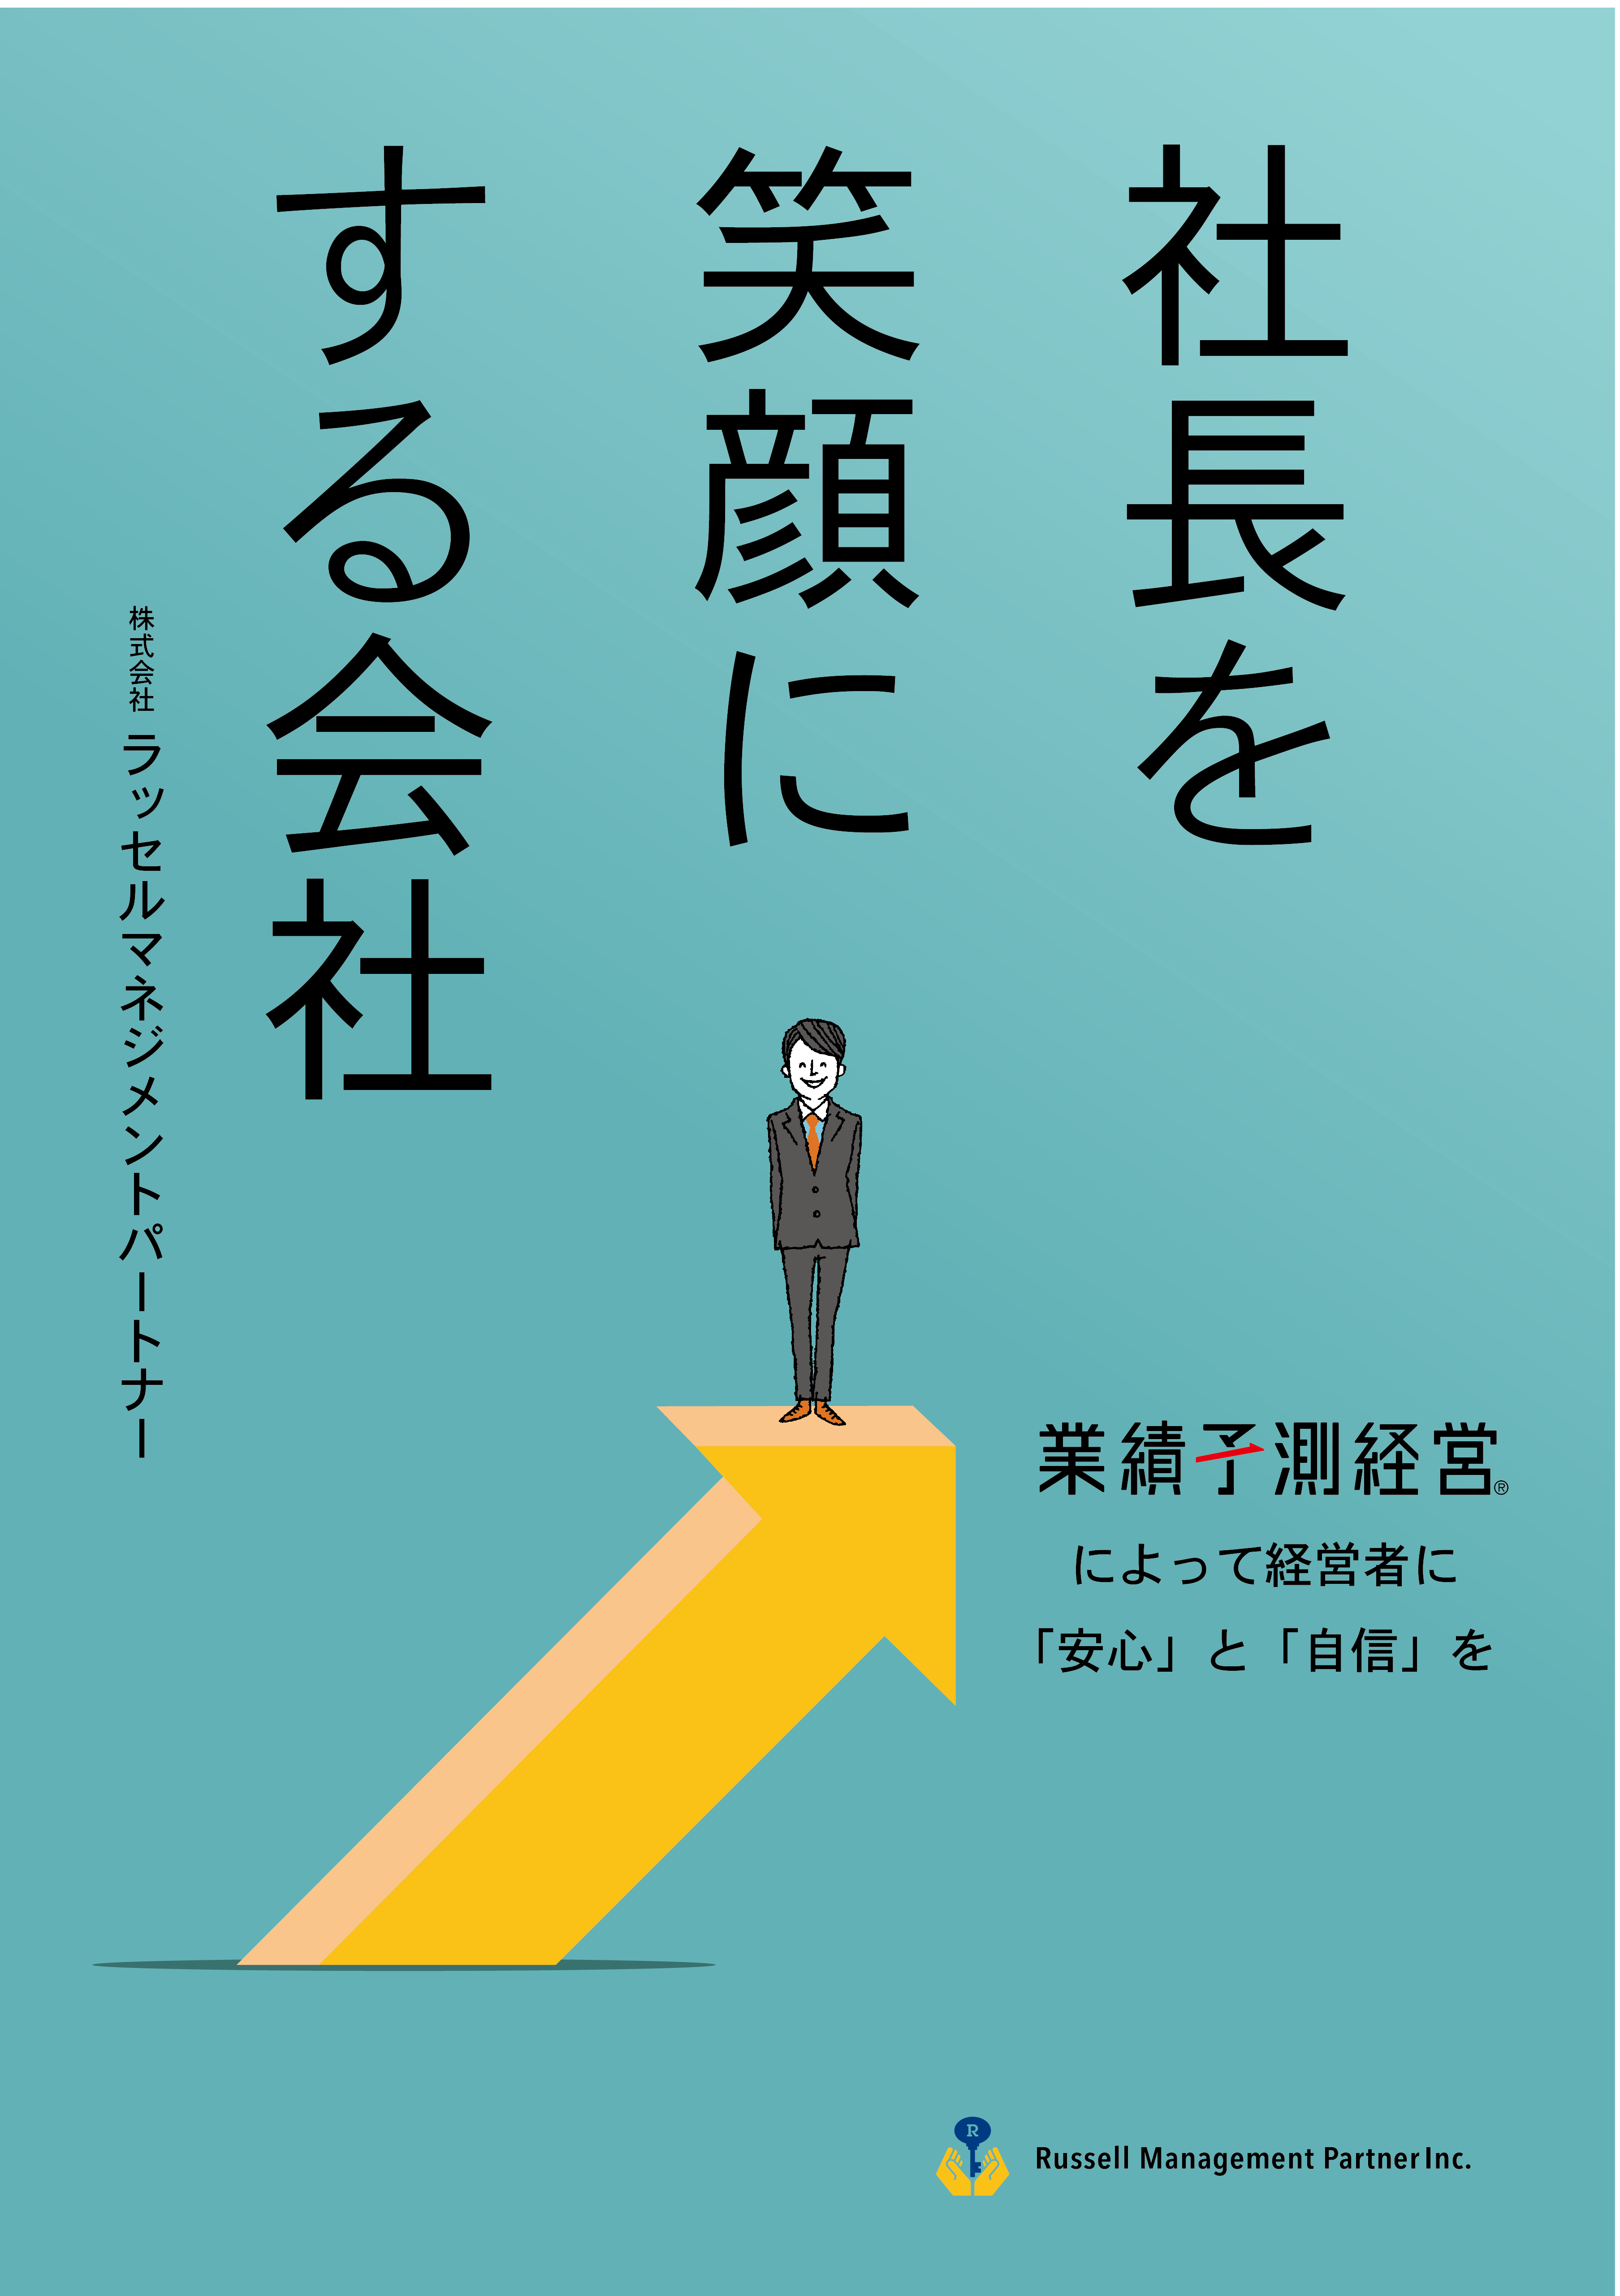 社長を
笑顔に
する会社
株式会社 ラッセルマネジメントパートナー
業績予測経営®
によって経営者に
「安心」と「自信」を
R
Russell Management Partner Inc.